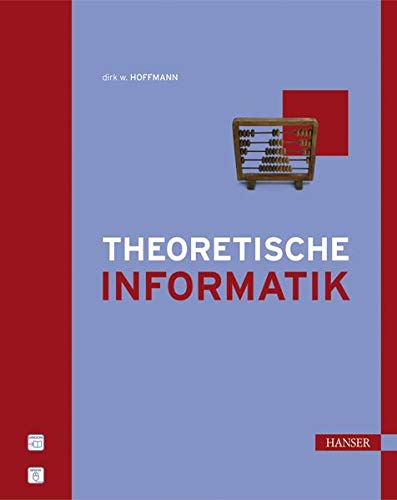 dirk w. HOFFMANN
THEORETISCHE
INFORMATIK
HANSER